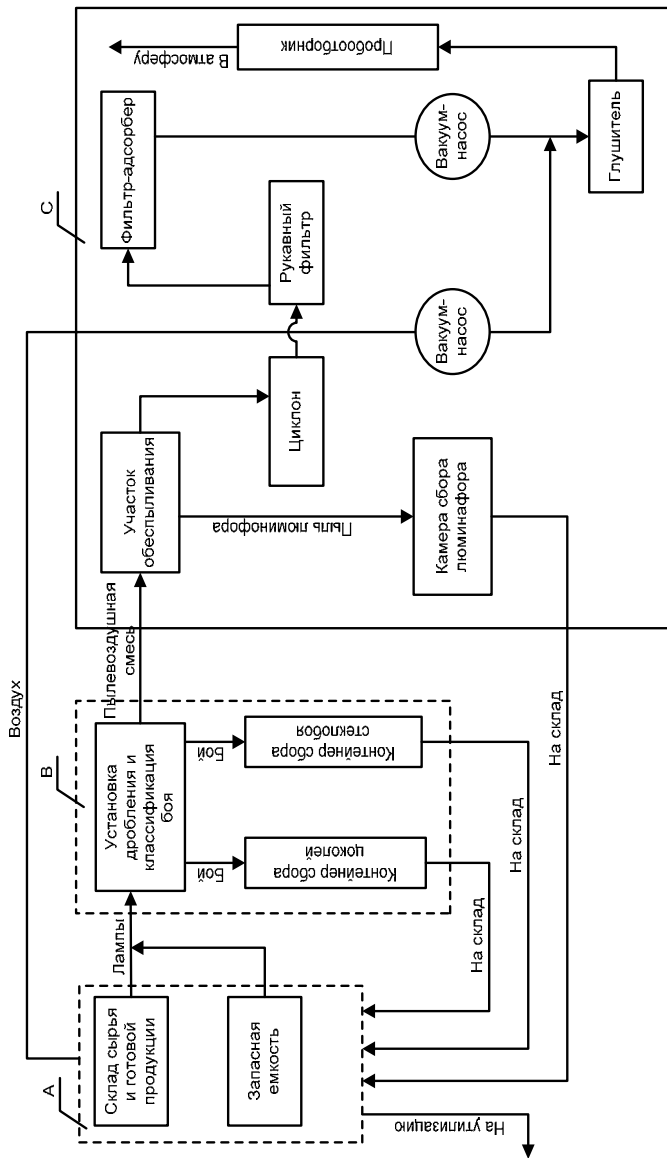 А
Склад сырья
и готовой
продукции
Запасная
емкость
На утилизацию
Лампы
Воздух
В
Установка
дробления и
классификация
боя
Бой
Бой
Контейнер сбора
цоколей
Контейнер сбора
стеклобоя
На склад
На склад
На склад
Пылевоздушная
смесь
С
Участок
обеспыливания
Пыль люминофора
Камера сбора
люминафора
Циклон
Рукавный
фильтр
Фильтр-адсорбер
Вакуум-
насос
Вакуум-
насос
Глушитель
Пробоотборник
В атмосферу